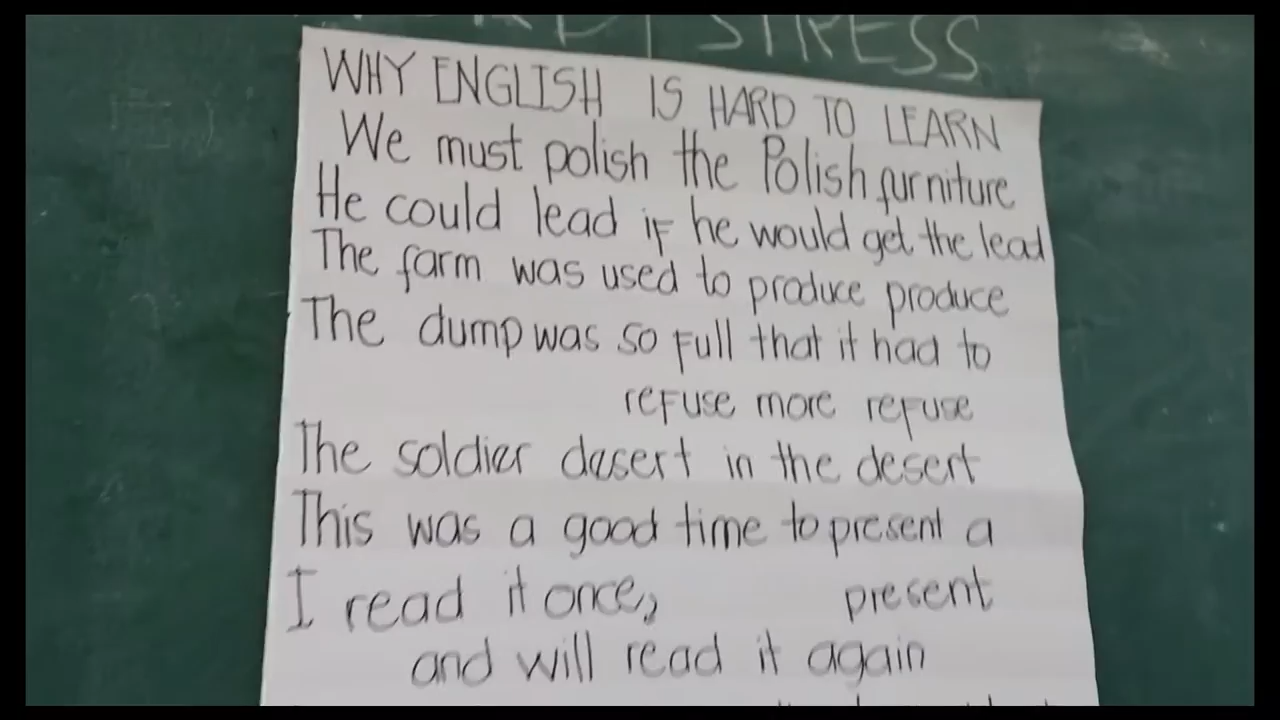 STRESS
WHY ENGLISH IS HARD TO LEARN
We must polish the Polish furniture
He could lead if he would get the lead
The farm was used to produce produce
The dump was so full that it had to
refuse more refuse
The soldier desert in the desert
This was a good time to present a
present
I read it once,
and will read it again